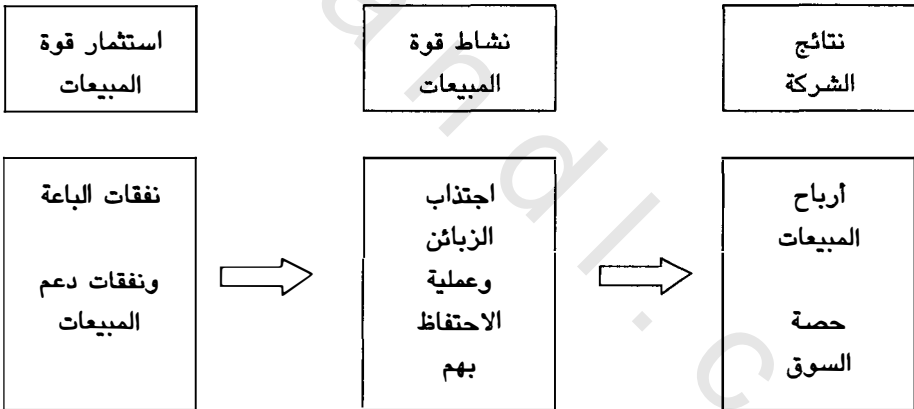 استثمار قوة
المبيعات
نشاط قوة
المبيعات
نتائج
الشركة
نفقات الباعة
ونفقات دعم
المبيعات
اجتذاب
الزبائن
وعملية
الاحتفاظ
بهم
أرباح
المبيعات
حصة
السوق